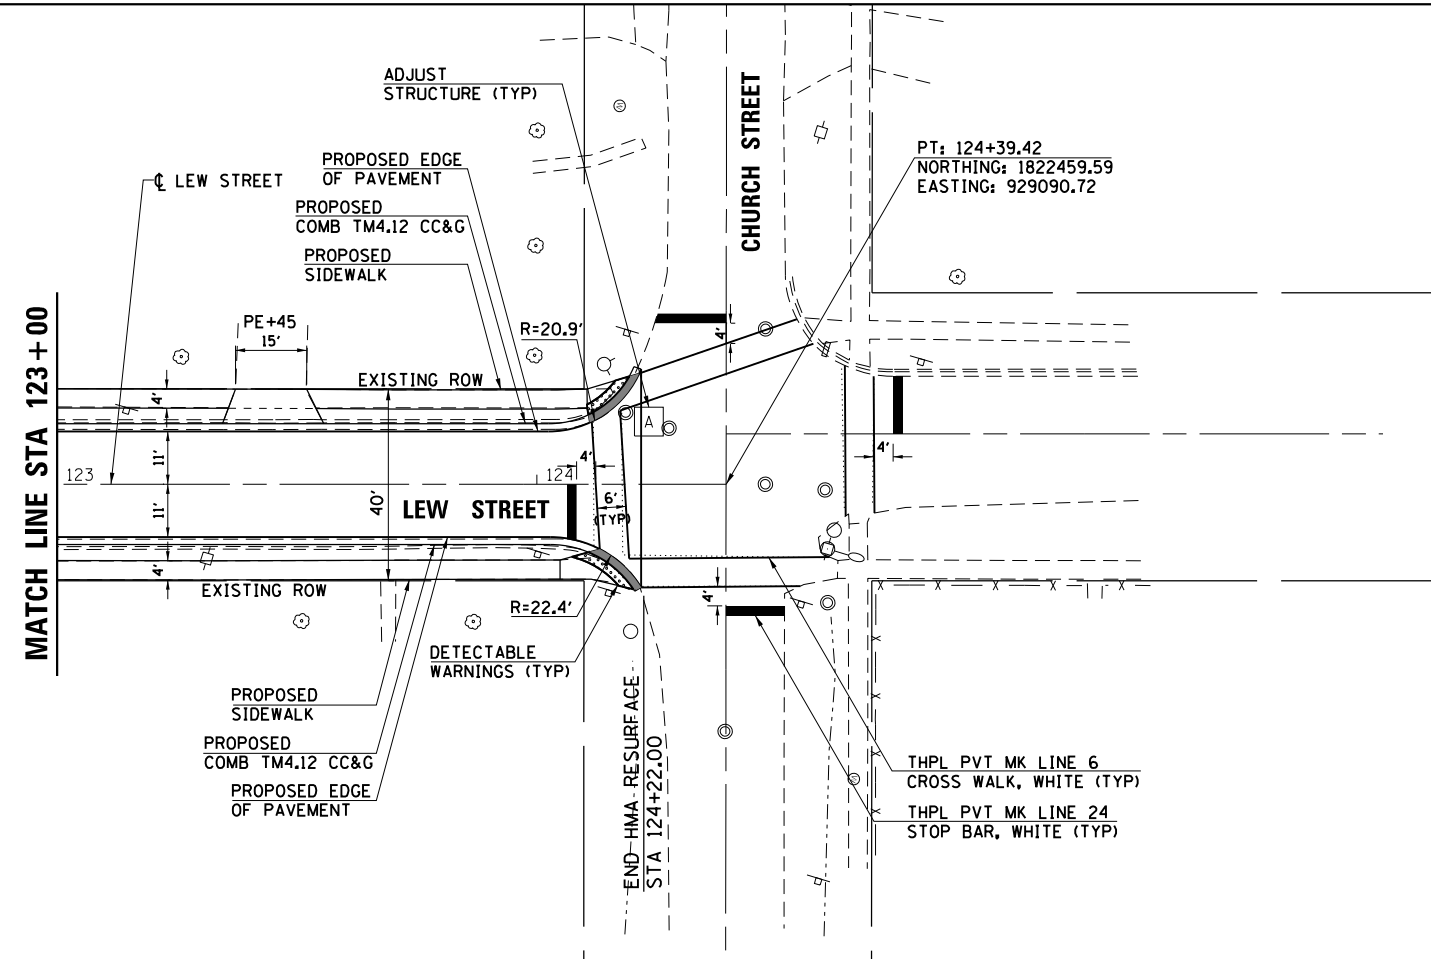 ADJUST
STRUCTURE (TYP)
CHURCH STREET
PT: 124+39.42
NORTHING: 1822459.59
EASTING: 929090.72
PROPOSED EDGE
OF PAVEMENT
℄ LEW STREET
PROPOSED
COMB TM4.12 CC&G
PROPOSED
SIDEWALK
MATCH LINE STA 123+00
PE+45
15'
R=20.9'
4'
EXISTING ROW
4'
A
4'
4'
11'
123
124
40'
LEW STREET
6'
(TYP)
11'
4'
EXISTING ROW
4'
R=22.4'
DETECTABLE
WARNINGS (TYP)
PROPOSED
SIDEWALK
PROPOSED
COMB TM4.12 CC&G
PROPOSED EDGE
OF PAVEMENT
END HMA RESURFACE
STA 124+22.00
THPL PVT MK LINE 6
CROSS WALK, WHITE (TYP)
THPL PVT MK LINE 24
STOP BAR, WHITE (TYP)